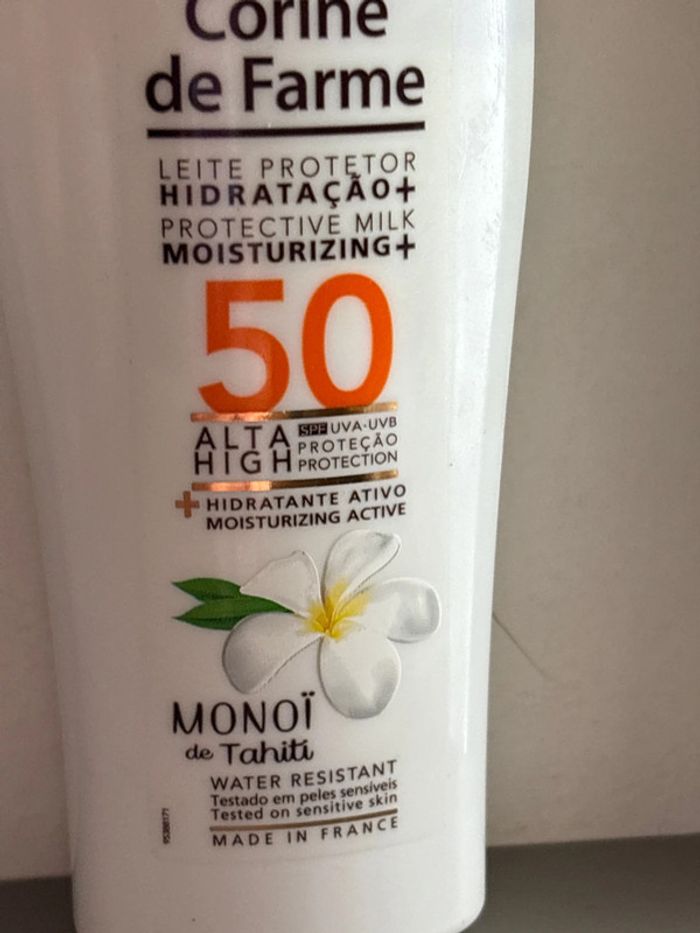 Corine
de Farme
LEITE PROTETOR
HIDRATAÇÃO+
PROTECTIVE MILK
MOISTURIZING+
50
ALTA
HIGH
SPF UVA-UVB
PROTEÇÃO
PROTECTION
+ HIDRATANTE ATIVO
MOISTURIZING ACTIVE
MONOÏ
de Tahiti
WATER RESISTANT
Testado em peles sensíveis
Tested on sensitive skin
MADE IN FRANCE